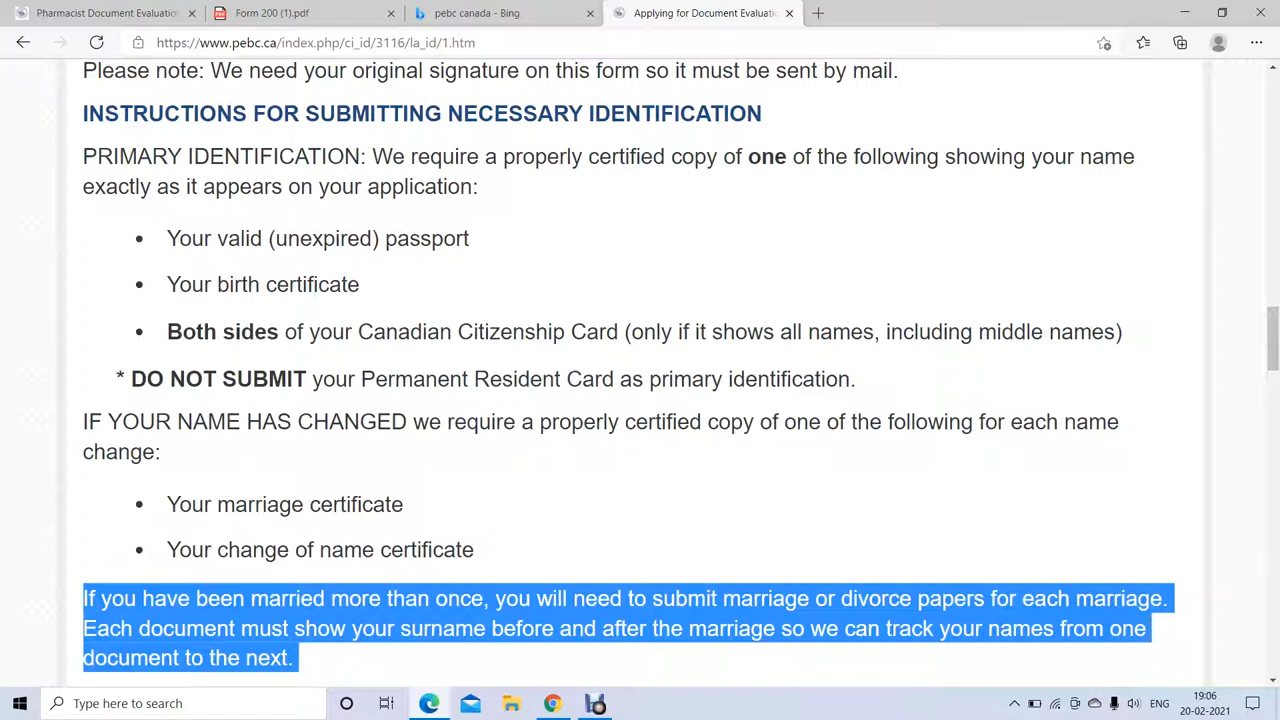 Pharmacist Document Evaluation
Form 200 (1).pdf
pebc canada - Bing
Applying for Document Evaluatio
https://www.pebc.ca/index.php/ci_id/3116/la_id/1.htm
Please note: We need your original signature on this form so it must be sent by mail.
INSTRUCTIONS FOR SUBMITTING NECESSARY IDENTIFICATION
PRIMARY IDENTIFICATION: We require a properly certified copy of one of the following showing your name
exactly as it appears on your application:
• Your valid (unexpired) passport
• Your birth certificate
• Both sides of your Canadian Citizenship Card (only if it shows all names, including middle names)
* DO NOT SUBMIT your Permanent Resident Card as primary identification.
IF YOUR NAME HAS CHANGED we require a properly certified copy of one of the following for each name
change:
• Your marriage certificate
• Your change of name certificate
If you have been married more than once, you will need to submit marriage or divorce papers for each marriage.
Each document must show your surname before and after the marriage so we can track your names from one
document to the next.
Type here to search
ENG
19:06
20-02-2021